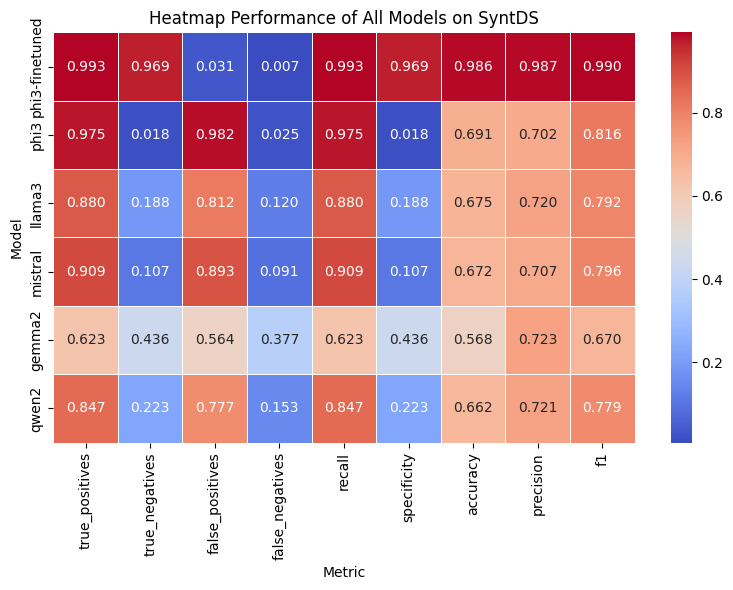 Heatmap Performance of All Models on SyntDS
Model
phi3-finetuned 0.993 0.969 0.031 0.007 0.993 0.969 0.986 0.987 0.990
phi3 0.975 0.018 0.982 0.025 0.975 0.018 0.691 0.702 0.816
llama3 0.880 0.188 0.812 0.120 0.880 0.188 0.675 0.720 0.792
mistral 0.909 0.107 0.893 0.091 0.909 0.107 0.672 0.707 0.796
gemma2 0.623 0.436 0.564 0.377 0.623 0.436 0.568 0.723 0.670
qwen2 0.847 0.223 0.777 0.153 0.847 0.223 0.662 0.721 0.779
true_positives true_negatives false_positives false_negatives recall specificity accuracy precision f1
Metric
0.8
0.6
0.4
0.2